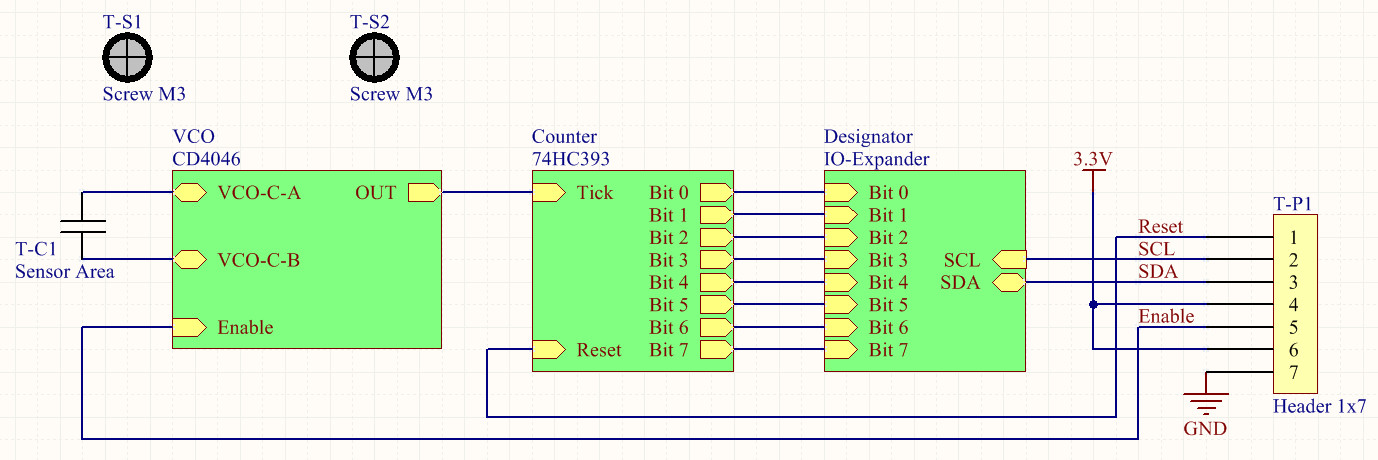 T-S1
Screw M3
T-S2
Screw M3
VCO
CD4046
VCO-C-A
OUT
VCO-C-B
Enable
T-C1
Sensor Area
Counter
74HC393
Tick
Reset
Bit 0
Bit 1
Bit 2
Bit 3
Bit 4
Bit 5
Bit 6
Bit 7
Designator
IO-Expander
Bit 0
Bit 1
Bit 2
Bit 3
Bit 4
Bit 5
Bit 6
Bit 7
SCL
SDA
3.3V
Reset
SCL
SDA
Enable
GND
T-P1
1
2
3
4
5
6
7
Header 1x7